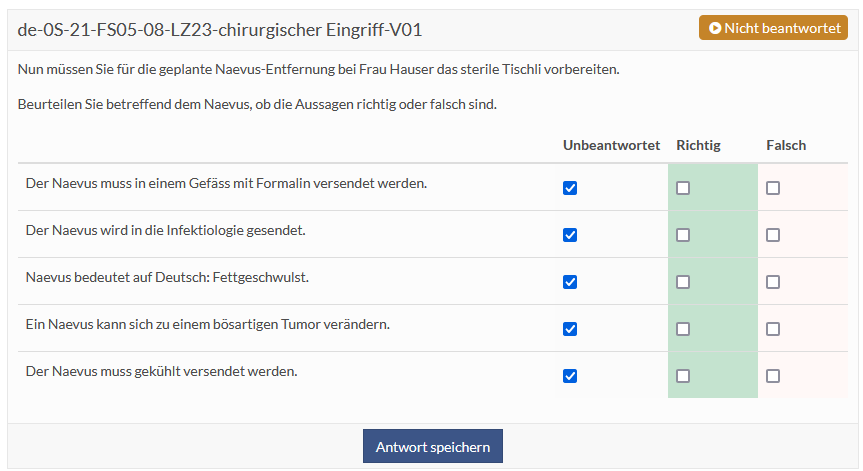 de-0S-21-FS05-08-LZ23-chirurgischer Eingriff-V01
Nicht beantwortet
Nun müssen Sie für die geplante Naevus-Entfernung bei Frau Hauser das sterile Tischli vorbereiten.
Beurteilen Sie betreffend dem Naevus, ob die Aussagen richtig oder falsch sind.
Unbeantwortet Richtig Falsch
Der Naevus muss in einem Gefäss mit Formalin versendet werden.
Der Naevus wird in die Infektiologie gesendet.
Naevus bedeutet auf Deutsch: Fettgeschwulst.
Ein Naevus kann sich zu einem bösartigen Tumor verändern.
Der Naevus muss gekühlt versendet werden.
Antwort speichern